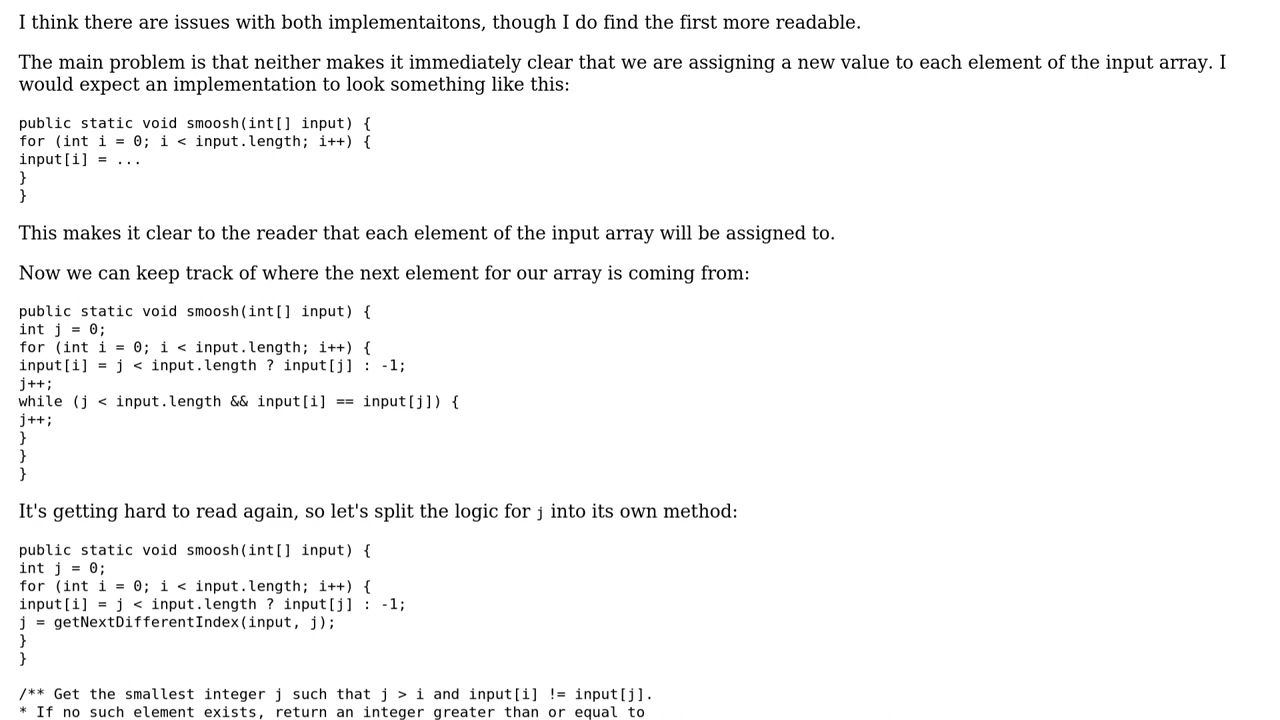 I think there are issues with both implementaitons, though I do find the first more readable.
The main problem is that neither makes it immediately clear that we are assigning a new value to each element of the input array. I
would expect an implementation to look something like this:
public static void smoosh(int[] input) {
for (int i = 0; i < input.length; i++) {
input[i] = ...
}
}
This makes it clear to the reader that each element of the input array will be assigned to.
Now we can keep track of where the next element for our array is coming from:
public static void smoosh(int[] input) {
int j = 0;
for (int i = 0; i < input.length; i++) {
input[i] = j < input.length ? input[j] : -1;
j++;
while (j < input.length && input[i] == input[j]) {
j++;
}
}
}
It's getting hard to read again, so let's split the logic for j into its own method:
public static void smoosh(int[] input) {
int j = 0;
for (int i = 0; i < input.length; i++) {
input[i] = j < input.length ? input[j] : -1;
j = getNextDifferentIndex(input, j);
}
}
/** Get the smallest integer j such that j > i and input[i] != input[j].
* If no such element exists, return an integer greater than or equal to